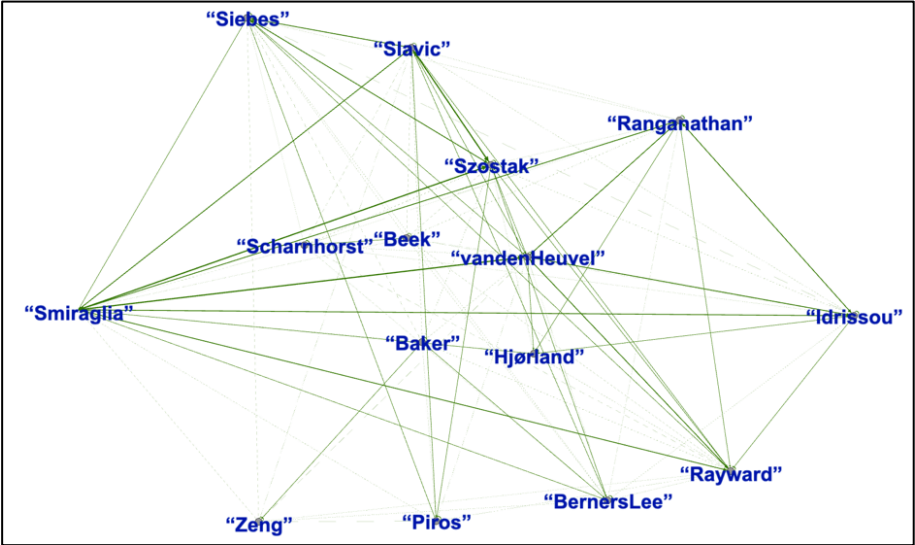 “Siebes”
“Slavic”
“Ranganathan”
“Szostak”
“Scharnhorst”
“Beek”
“vandenHeuvel”
“Smiraglia”
“Idrissou”
“Baker”
“Hjørland”
“Rayward”
“BernersLee”
“Zeng”
“Piros”